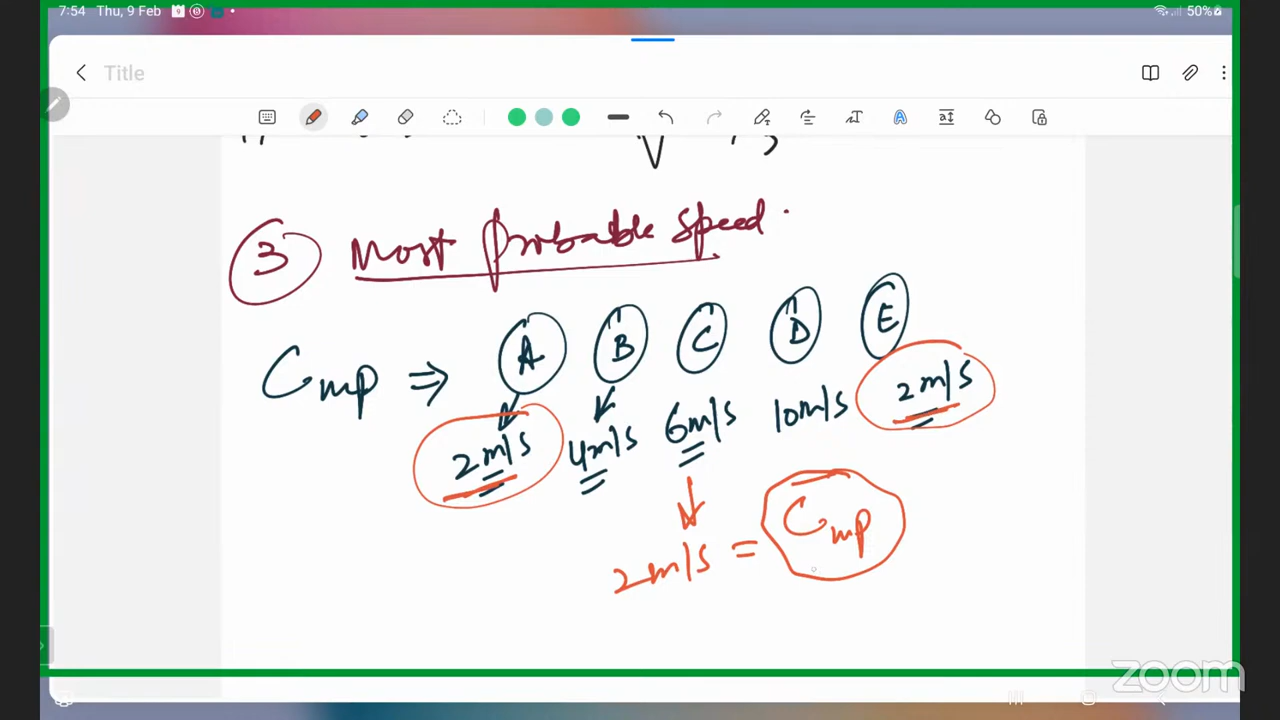 7:54 Thu, 9 Feb
50%
Title
3 Most probable speed.
A B C D E
Cmp ⇒
2m/s 4m/s 6m/s 10m/s 2m/s
2m/s = Cmp
zoom